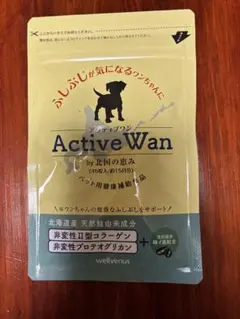 ふしぶしが気になるワンちゃんに
アクティブワン
ActiveWan
by 北国の恵み
ペット用健康補助食品
ワンちゃんの健康なふしぶしをサポート
北海道産 天然鮭由来成分
非変性II型コラーゲン
非変性プロテオグリカン
+
wellvenus